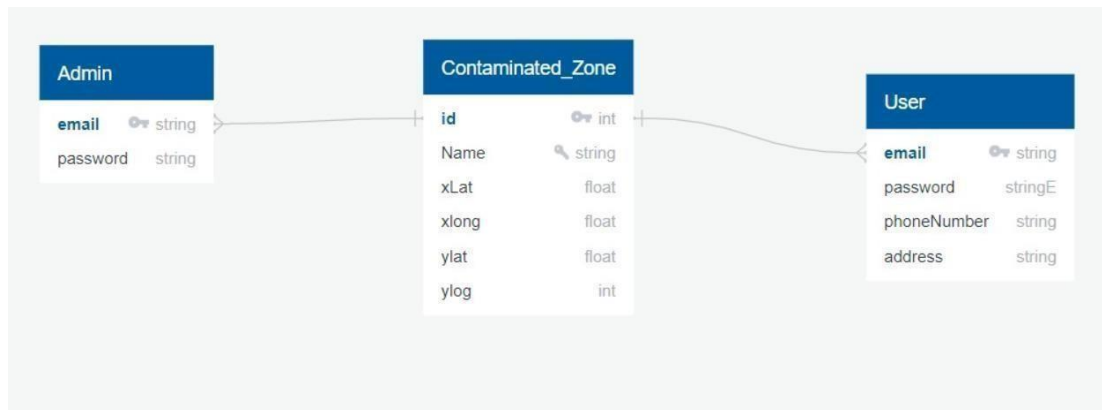 Admin
email string
password string
Contaminated_Zone
id int
Name string
xLat float
xlong float
ylat float
ylog int
User
email string
password stringE
phoneNumber string
address string